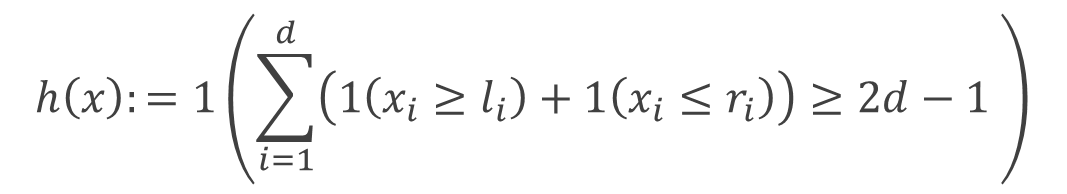 h(x):= 1(∑_{i=1}^{d}(1(x_i ≥ l_i) + 1(x_i ≤ r_i)) ≥ 2d − 1)